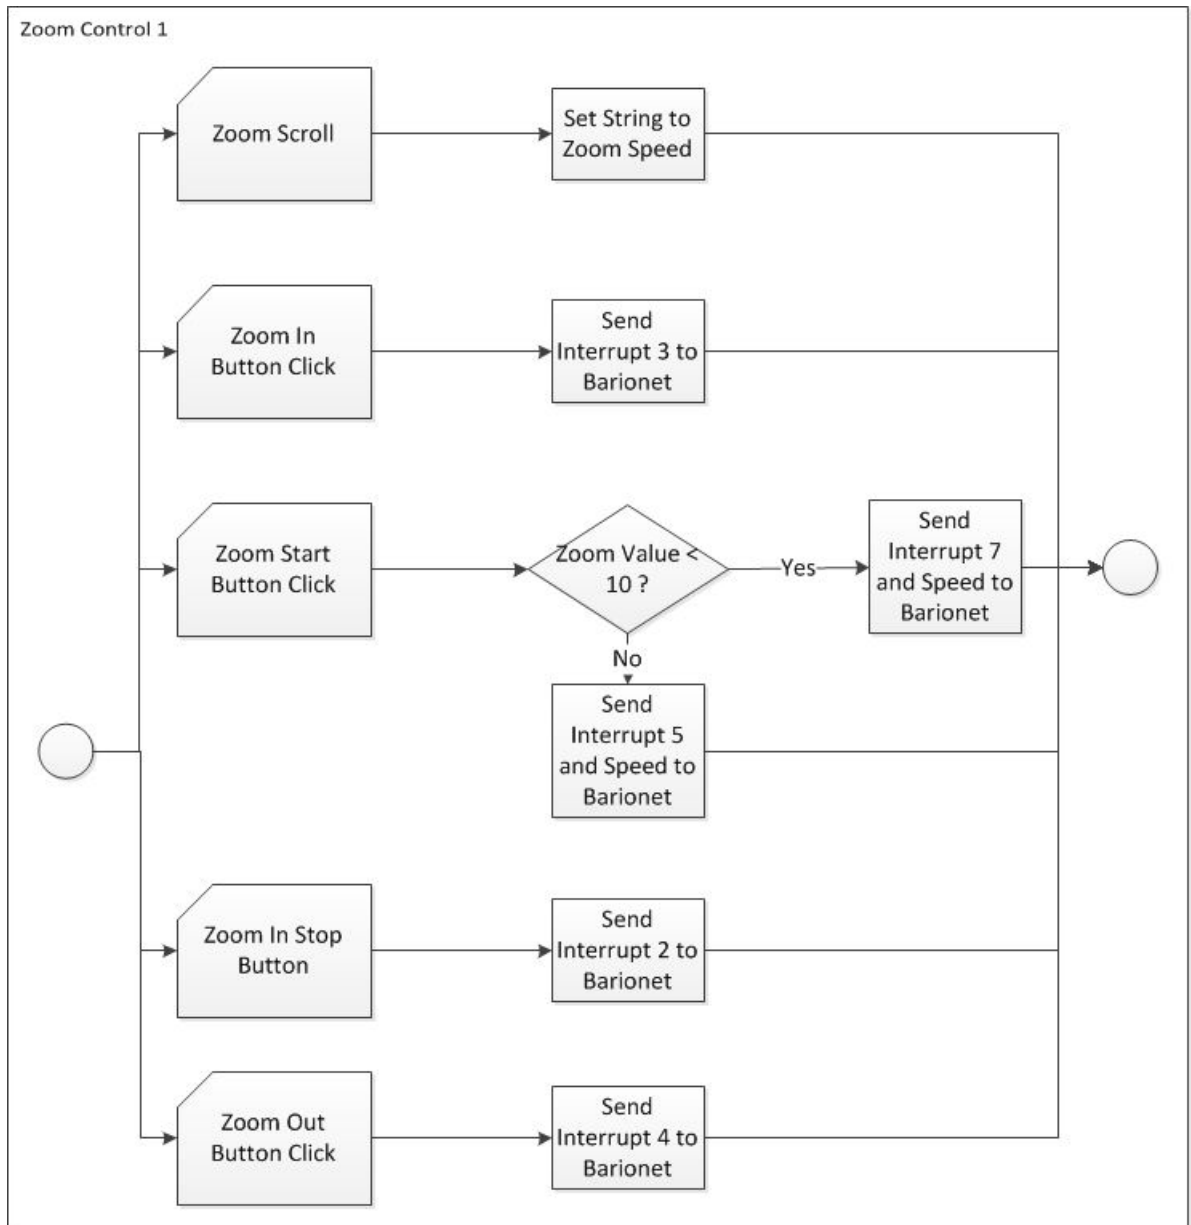 Zoom Control 1
Zoom Scroll
Set String to
Zoom Speed
Zoom In
Button Click
Send
Interrupt 3 to
Barionet
Zoom Start
Button Click
Zoom Value <
10 ?
Yes
Send
Interrupt 7
and Speed to
Barionet
No
Send
Interrupt 5
and Speed to
Barionet
Zoom In Stop
Button
Send
Interrupt 2 to
Barionet
Zoom Out
Button Click
Send
Interrupt 4 to
Barionet